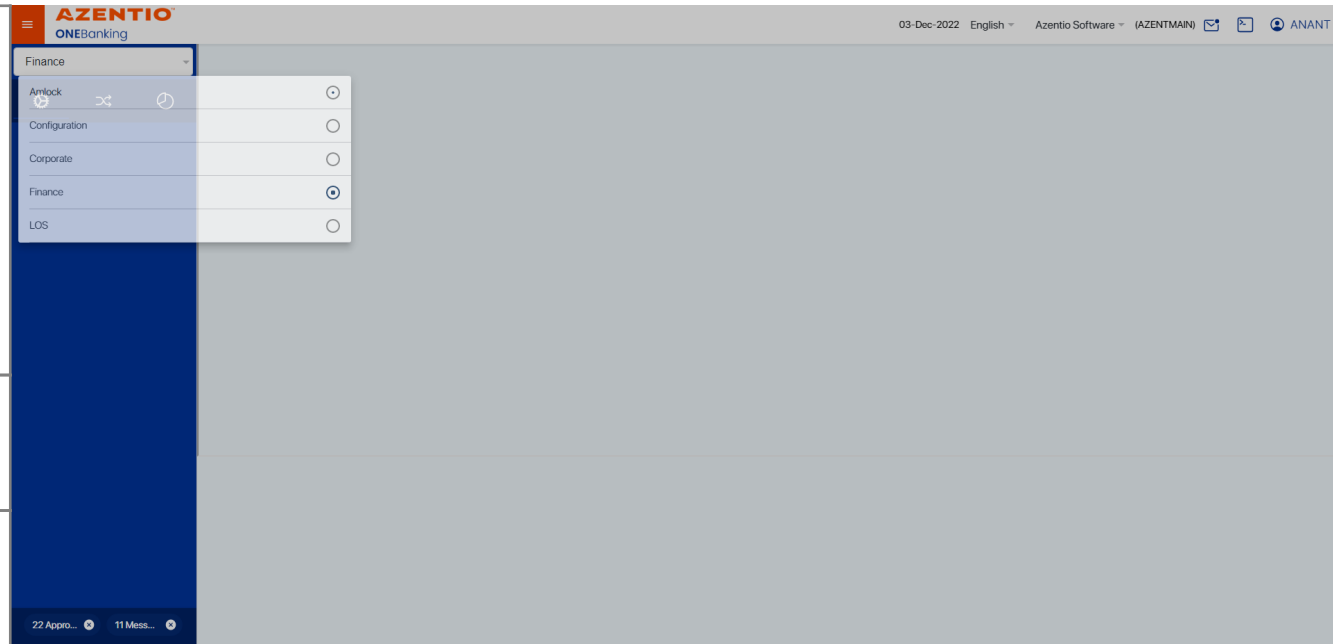 AZENTIO™
ONEBanking
03-Dec-2022 English Azentio Software (AZENTMAIN) ANANT
Finance
Amlock
Configuration
Corporate
Finance
LOS
22 Appro... 11 Mess...